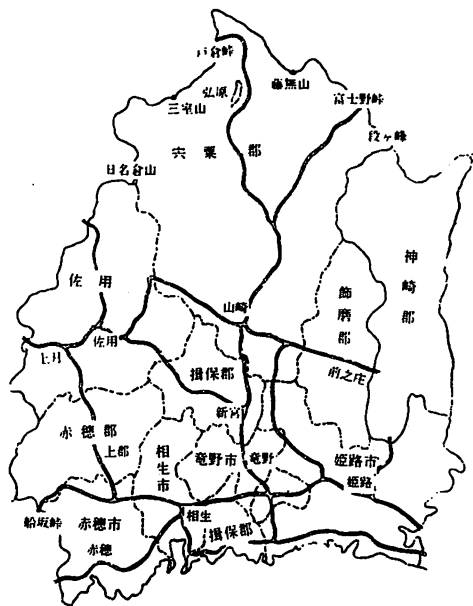 戸倉峠
藤無山
弘原
三室山
富士野峠
宍粟郡
段ヶ峰
日名倉山
神崎郡
佐用
飾磨郡
山崎
上月
佐用
揖保郡
前之庄
新宮
赤穂郡
上郡
相生市
竜野市
竜野
姫路市
姫路
船坂峠
赤穂市
相生
揖保郡
赤穂